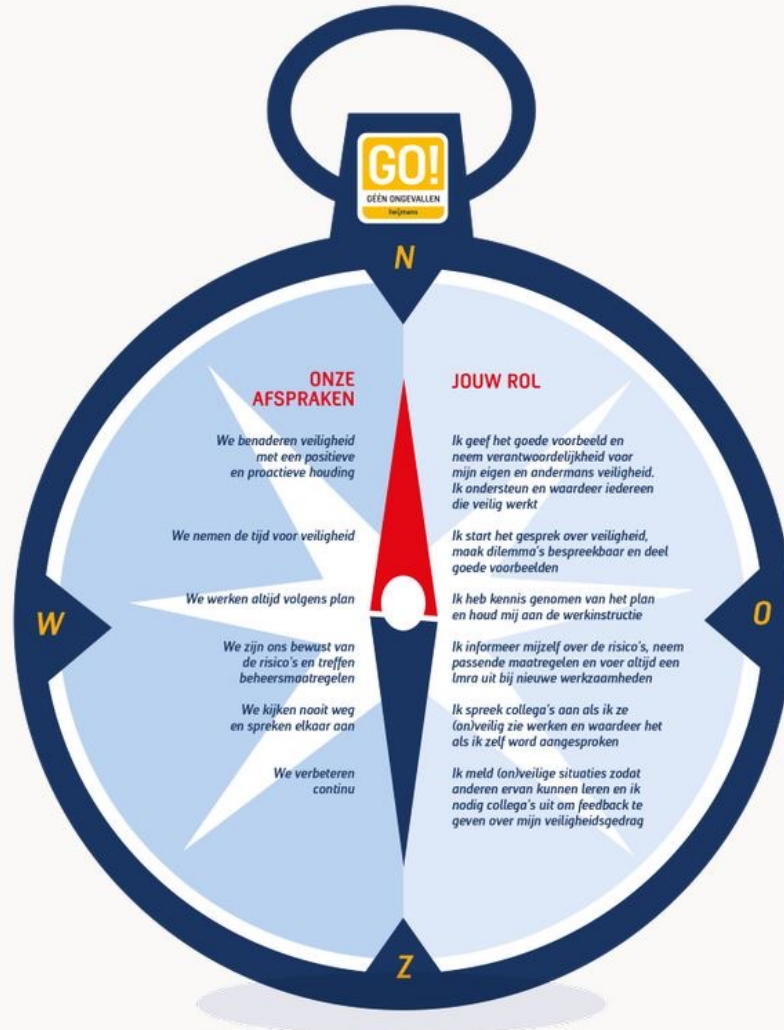 GO!
GÉÉN ONGEVALLEN
heijmans
N
ONZE
AFSPRAKEN
We benaderen veiligheid
met een positieve
en proactieve houding
We nemen de tijd voor veiligheid
We werken altijd volgens plan
We zijn ons bewust van
de risico's en treffen
beheersmaatregelen
We kijken nooit weg
en spreken elkaar aan
We verbeteren
continu
JOUW ROL
Ik geef het goede voorbeeld en
neem verantwoordelijkheid voor
mijn eigen en andermans veiligheid.
Ik ondersteun en waardeer iedereen
die veilig werkt
Ik start het gesprek over veiligheid,
maak dilemma's bespreekbaar en deel
goede voorbeelden
Ik heb kennis genomen van het plan
en houd mij aan de werkinstructie
Ik informeer mijzelf over de risico's, neem
passende maatregelen en voer altijd een
lmra uit bij nieuwe werkzaamheden
Ik spreek collega's aan als ik ze
(on)veilig zie werken en waardeer het
als ik zelf word aangesproken
Ik meld (on)veilige situaties zodat
anderen ervan kunnen leren en ik
nodig collega's uit om feedback te
geven over mijn veiligheidsgedrag
W
O
Z